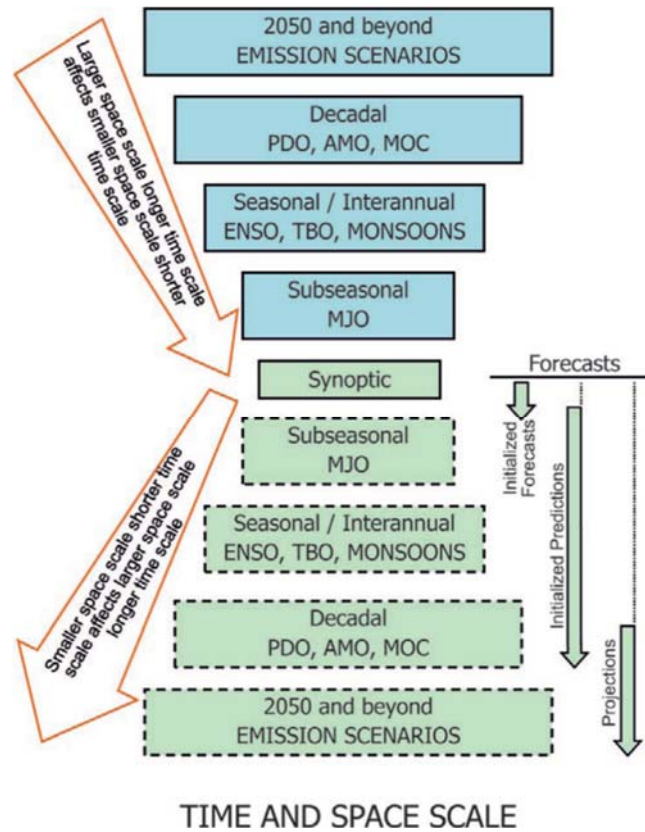 2050 and beyond
EMISSION SCENARIOS
Larger space scale longer time scale
affects smaller space scale shorter
time scale
Decadal
PDO, AMO, MOC
Seasonal / Interannual
ENSO, TBO, MONSOONS
Subseasonal
MJO
Synoptic
Forecasts
Initialized
Forecasts
Initialized Predictions
Projections
Smaller space scale shorter time
scale affects larger space scale
longer time scale
Subseasonal
MJO
Seasonal / Interannual
ENSO, TBO, MONSOONS
Decadal
PDO, AMO, MOC
2050 and beyond
EMISSION SCENARIOS
TIME AND SPACE SCALE